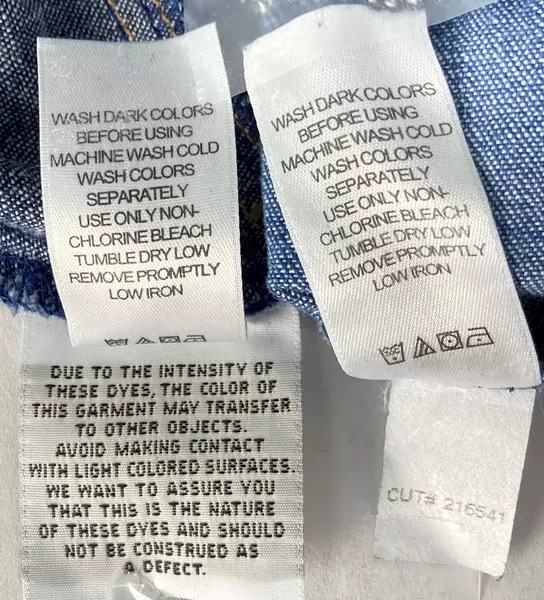 WASH DARK COLORS
BEFORE USING
MACHINE WASH COLD
WASH COLORS
SEPARATELY
USE ONLY NON-
CHLORINE BLEACH
TUMBLE DRY LOW
REMOVE PROMPTLY
LOW IRON
WASH DARK COLORS
BEFORE USING
MACHINE WASH COLD
WASH COLORS
SEPARATELY
USE ONLY NON-
CHLORINE BLEACH
TUMBLE DRY LOW
REMOVE PROMPTLY
LOW IRON
DUE TO THE INTENSITY OF
THESE DYES, THE COLOR OF
THIS GARMENT MAY TRANSFER
TO OTHER OBJECTS.
AVOID MAKING CONTACT
WITH LIGHT COLORED SURFACES.
WE WANT TO ASSURE YOU
THAT THIS IS THE NATURE
OF THESE DYES AND SHOULD
NOT BE CONSTRUED AS
A DEFECT.
CUT# 216541